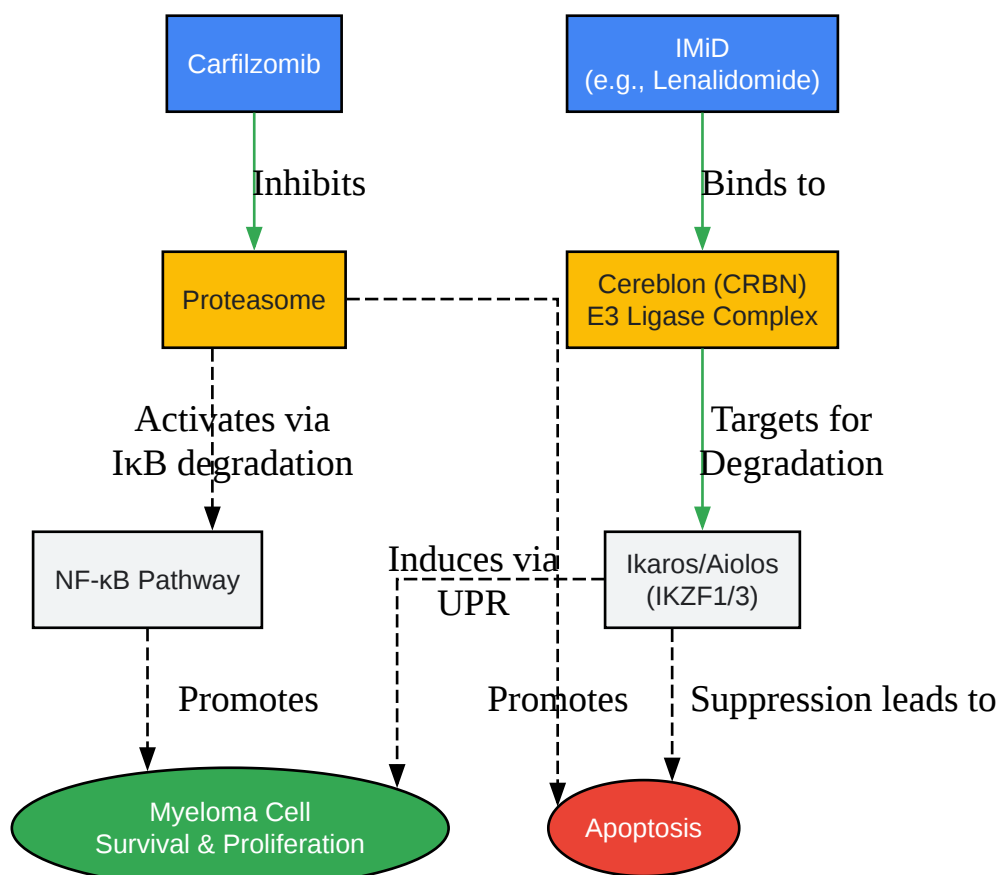 Carfilzomib
IMiD
(e.g., Lenalidomide)
Inhibits
Binds to
Proteasome
Cereblon (CRBN)
E3 Ligase Complex
Activates via
IκB degradation
Targets for
Degradation
NF-κB Pathway
Induces via
UPR
Ikaros/Aiolos
(IKZF1/3)
Promotes
Promotes
Suppression leads to
Myeloma Cell
Survival & Proliferation
Apoptosis